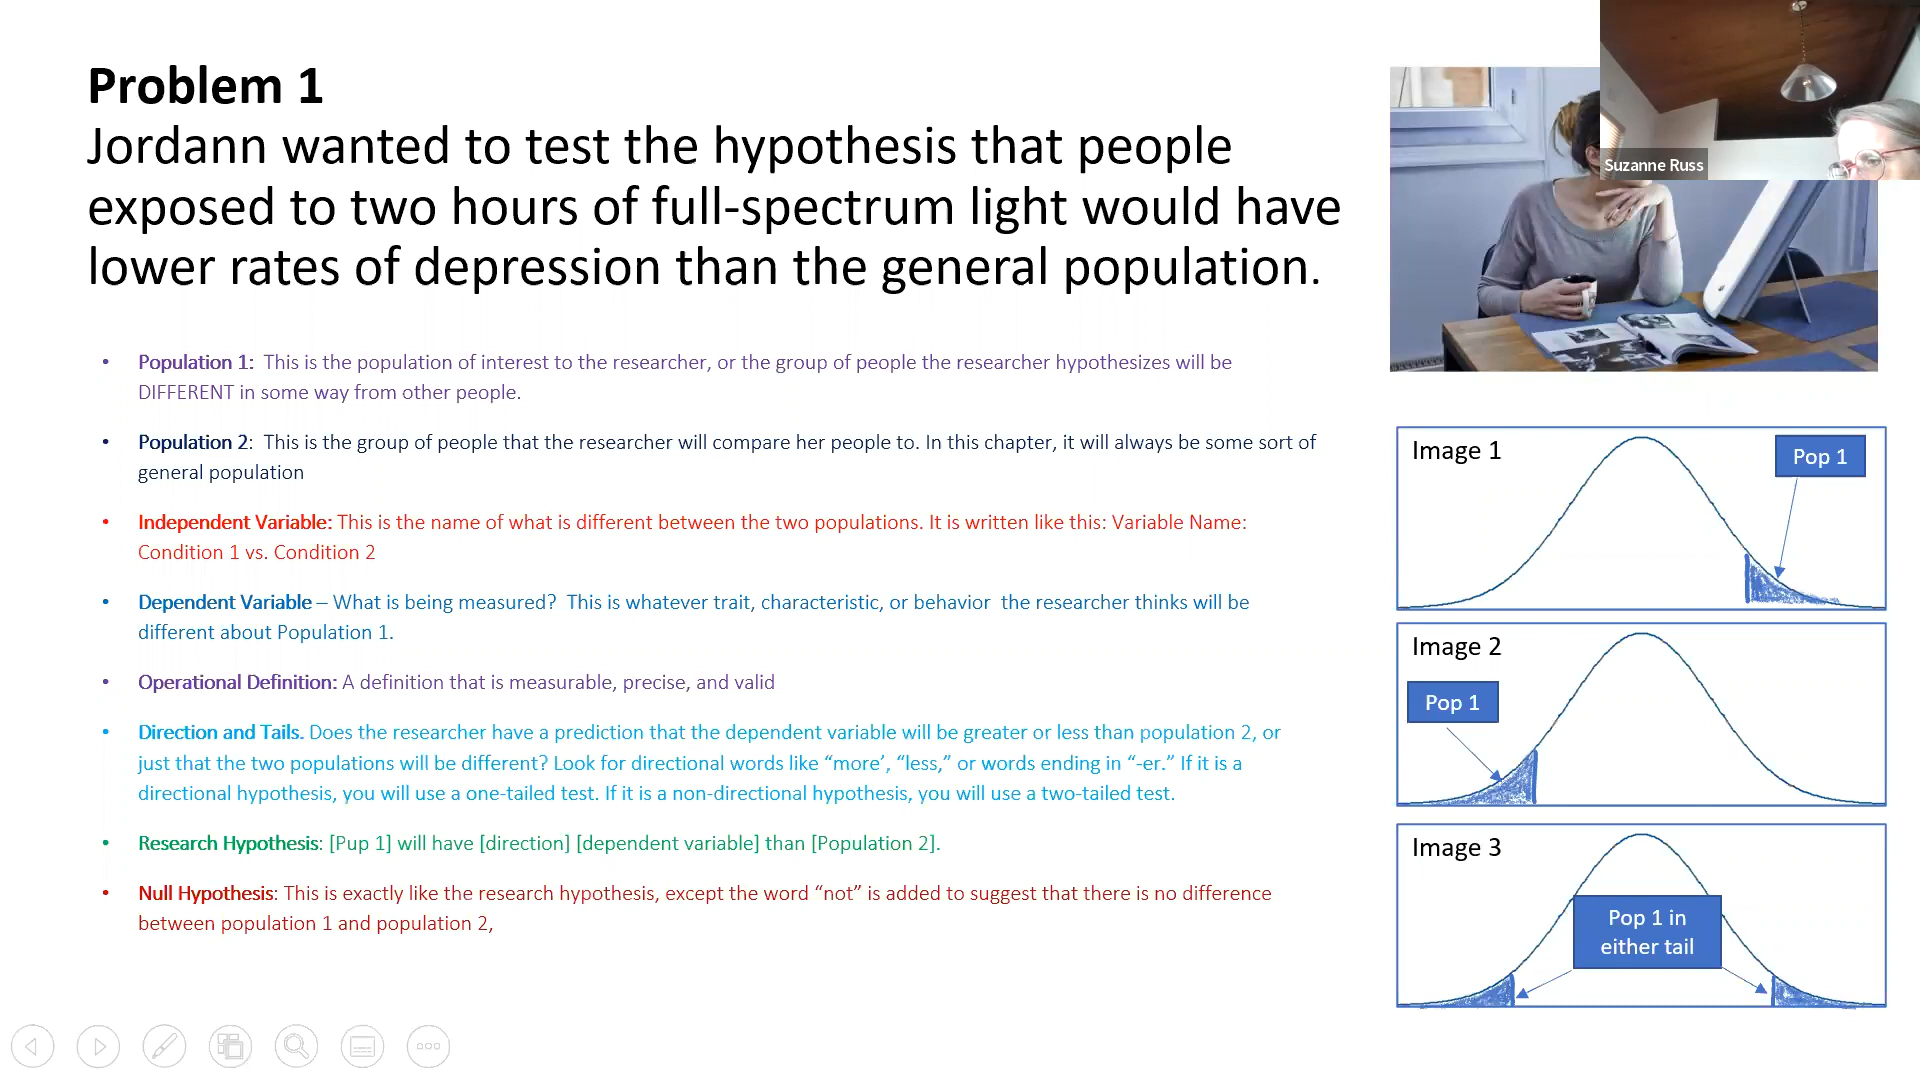 Problem 1
Jordann wanted to test the hypothesis that people
exposed to two hours of full-spectrum light would have
lower rates of depression than the general population.
• Population 1: This is the population of interest to the researcher, or the group of people the researcher hypothesizes will be
DIFFERENT in some way from other people.
• Population 2: This is the group of people that the researcher will compare her people to. In this chapter, it will always be some sort of
general population
• Independent Variable: This is the name of what is different between the two populations. It is written like this: Variable Name:
Condition 1 vs. Condition 2
• Dependent Variable – What is being measured? This is whatever trait, characteristic, or behavior the researcher thinks will be
different about Population 1.
• Operational Definition: A definition that is measurable, precise, and valid
• Direction and Tails. Does the researcher have a prediction that the dependent variable will be greater or less than population 2, or
just that the two populations will be different? Look for directional words like “more’, “less,” or words ending in “-er.” If it is a
directional hypothesis, you will use a one-tailed test. If it is a non-directional hypothesis, you will use a two-tailed test.
• Research Hypothesis: [Pup 1] will have [direction] [dependent variable] than [Population 2].
• Null Hypothesis: This is exactly like the research hypothesis, except the word “not” is added to suggest that there is no difference
between population 1 and population 2,
Suzanne Russ
Image 1
Pop 1
Image 2
Pop 1
Image 3
Pop 1 in
either tail